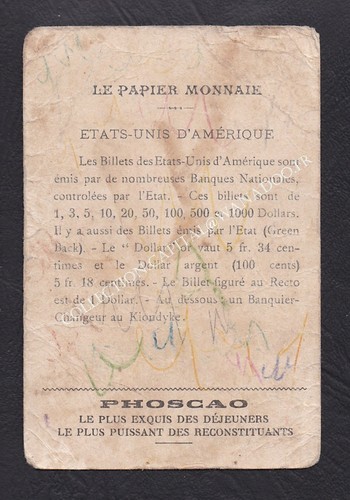 LE PAPIER MONNAIE
ETATS-UNIS D'AMÉRIQUE
Les Billets des Etats-Unis d'Amérique sont
émis par de nombreuses Banques Nationales,
controlées par l'Etat. - Ces billets sont de
1, 3, 5, 10, 20, 50, 100, 500 et 1000 Dollars.
Il y a aussi des Billets émis par l'Etat (Green
Back). - Le " Dollar " or vaut 5 fr. 34 cen-
times et le Dollar argent (100 cents)
5 fr. 18 centimes. - Le Billet figuré au Recto
est de 1 Dollar. - Au dessous: un Banquier-
Changeur au Klondyke.
PHOSCAO
LE PLUS EXQUIS DES DÉJEUNERS
LE PLUS PUISSANT DES RECONSTITUANTS